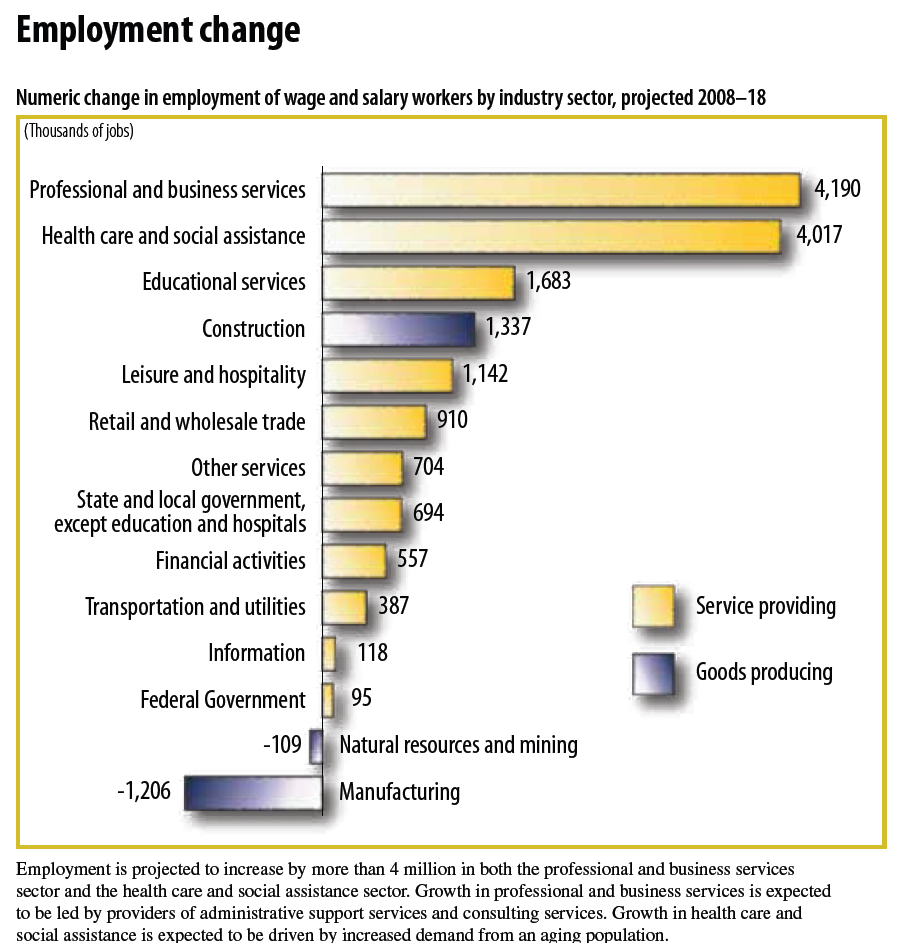 Employment change
Numeric change in employment of wage and salary workers by industry sector, projected 2008–18
(Thousands of jobs)
Professional and business services 4,190
Health care and social assistance 4,017
Educational services 1,683
Construction 1,337
Leisure and hospitality 1,142
Retail and wholesale trade 910
Other services 704
State and local government,
except education and hospitals 694
Financial activities 557
Transportation and utilities 387
Service providing
Information 118
Goods producing
Federal Government 95
-109 Natural resources and mining
-1,206 Manufacturing
Employment is projected to increase by more than 4 million in both the professional and business services
sector and the health care and social assistance sector. Growth in professional and business services is expected
to be led by providers of administrative support services and consulting services. Growth in health care and
social assistance is expected to be driven by increased demand from an aging population.